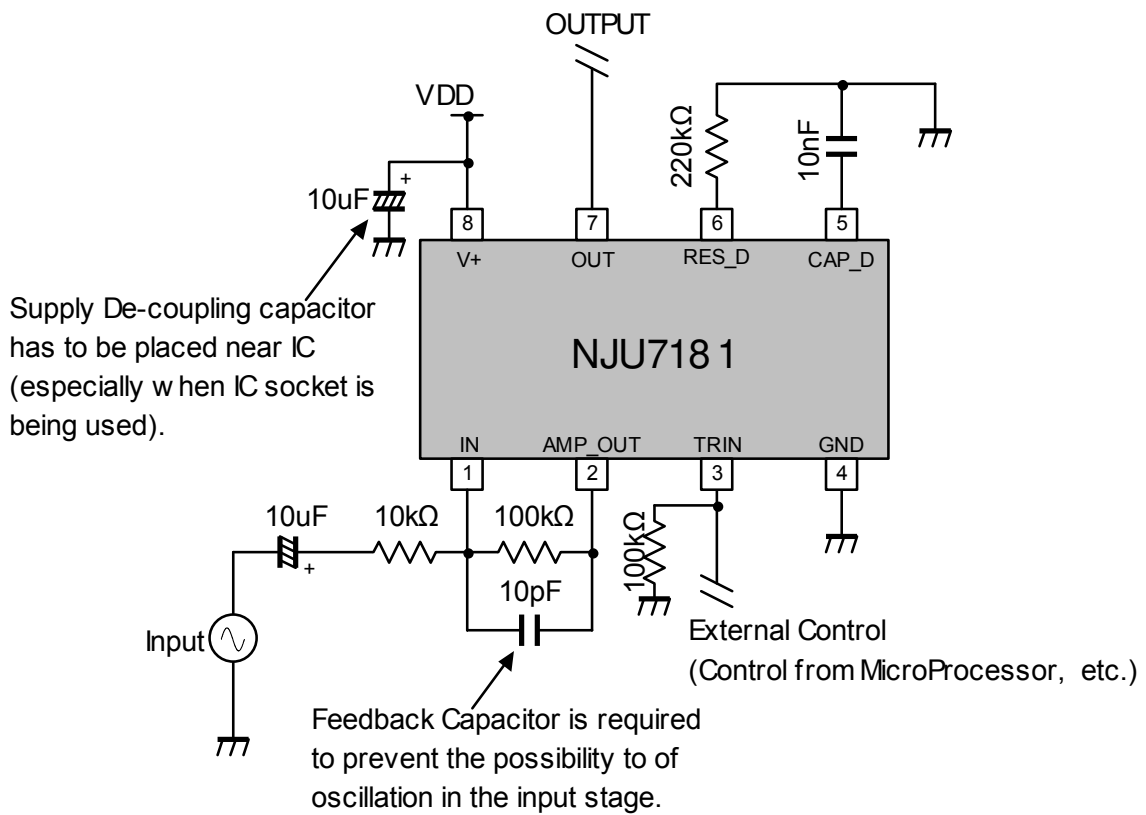 OUTPUT
VDD
10uF
+
220kΩ
10nF
8
7
6
5
V+
OUT
RES_D
CAP_D
Supply De-coupling capacitor
has to be placed near IC
(especially when IC socket is
being used).
NJU7181
IN
AMP_OUT
TRIN
GND
1
2
3
4
10uF
+
10kΩ
100kΩ
10pF
100kΩ
Input
External Control
(Control from MicroProcessor, etc.)
Feedback Capacitor is required
to prevent the possibility to of
oscillation in the input stage.